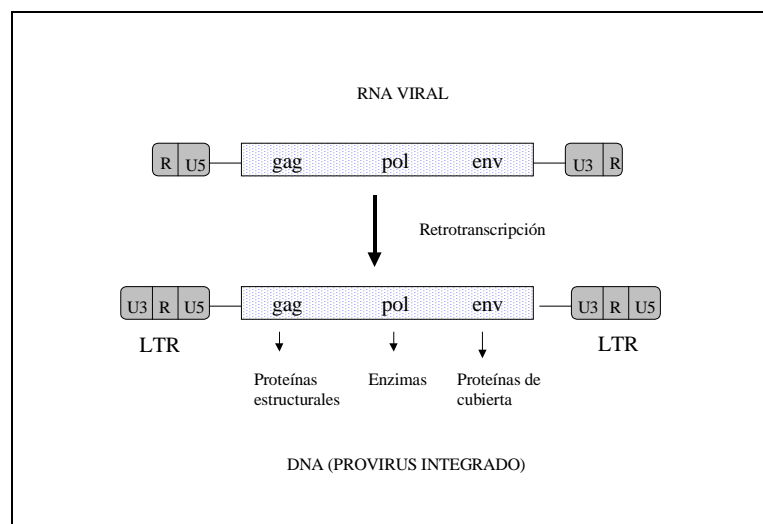 RNA VIRAL
R U5 gag pol env U3 R
Retrotranscripción
U3 R U5 gag pol env U3 R U5
LTR LTR
Proteínas estructurales
Enzimas
Proteínas de cubierta
DNA (PROVIRUS INTEGRADO)